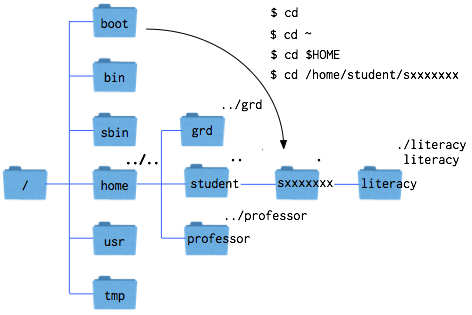 boot
$ cd
$ cd ~
$ cd $HOME
$ cd /home/student/sxxxxxxx
bin
../grd
sbin
grd
./literacy
literacy
../..
..
.
/
home
student
sxxxxxxx
literacy
../professor
usr
professor
tmp